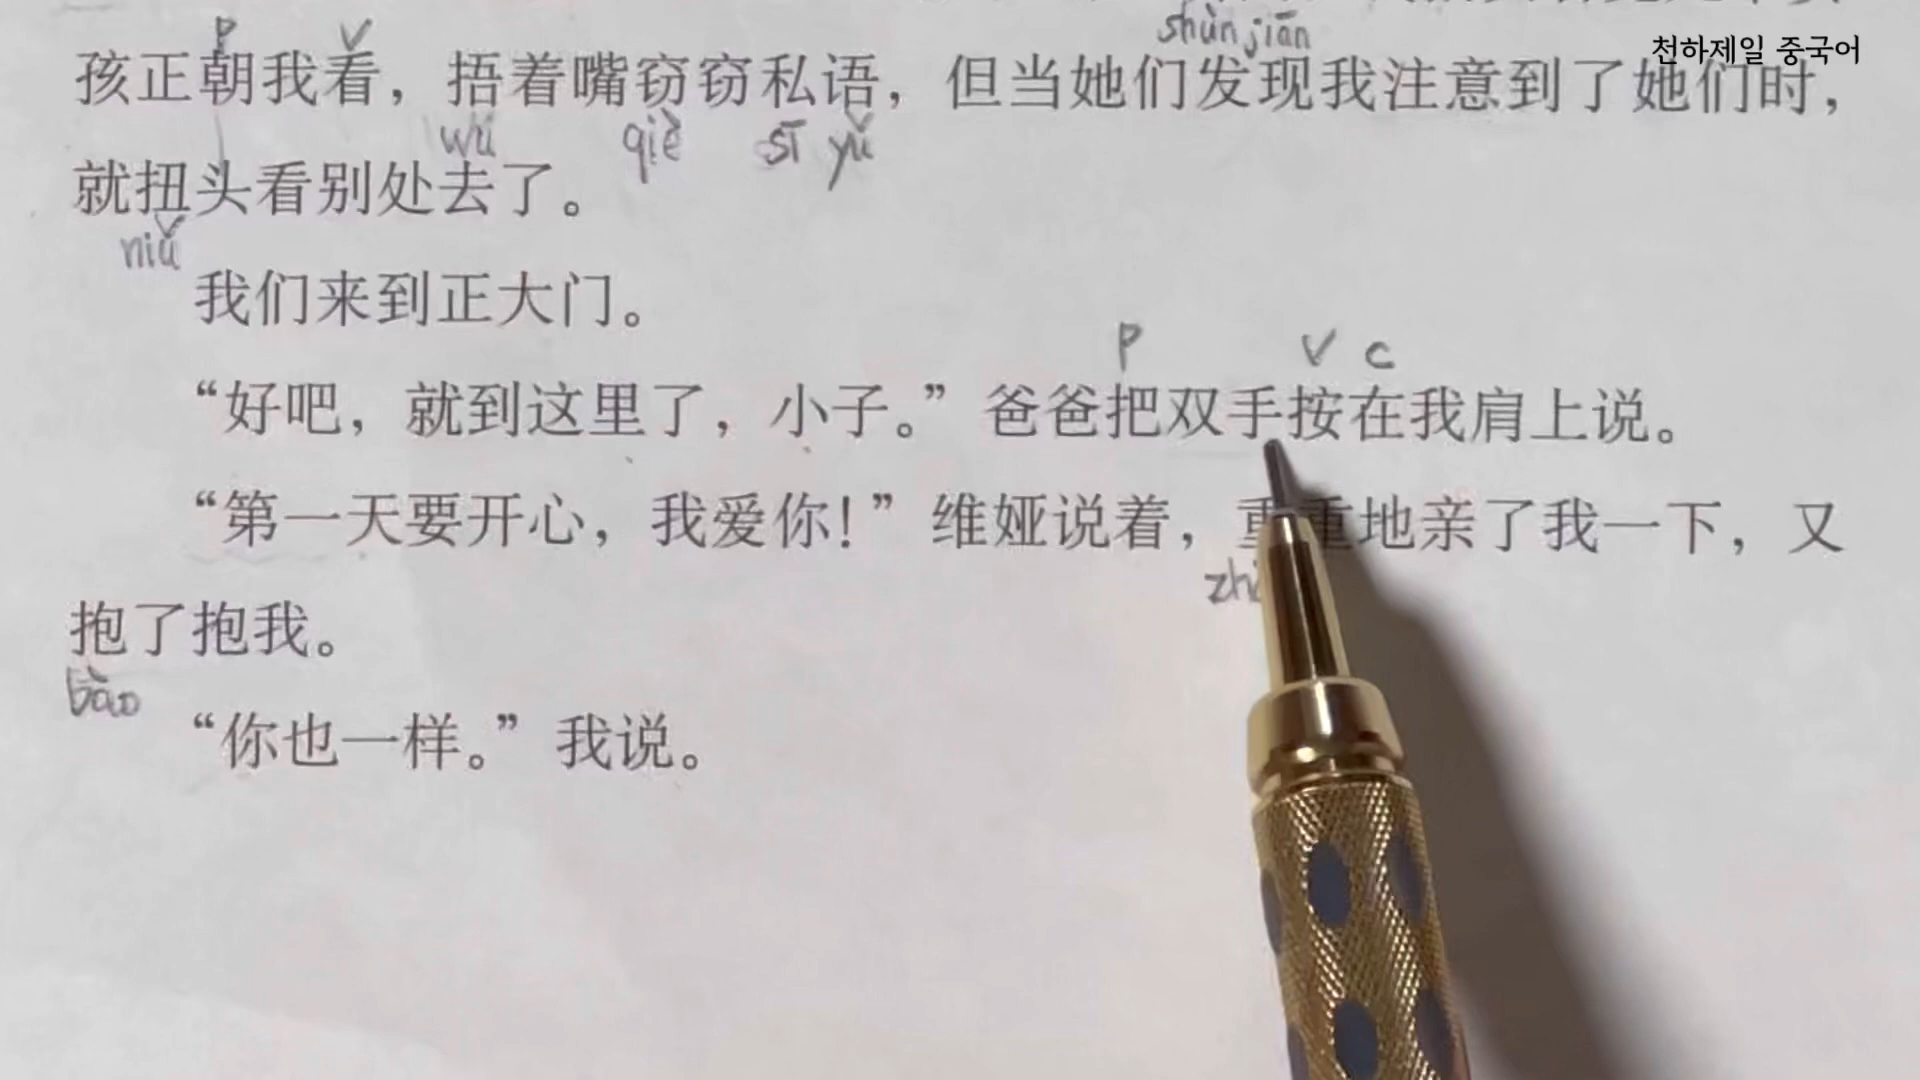 shùn jiān
천하제일 중국어
P V
孩正朝我看，捂着嘴窃窃私语，但当她们发现我注意到了她们时，
wǔ qiè sī yǔ
就扭头看别处去了。
niǔ
我们来到正大门。
P V C
“好吧，就到这里了，小子。”爸爸把双手按在我肩上说。
“第一天要开心，我爱你！”维娅说着，重重地亲了我一下，又
抱了抱我。
bào
“你也一样。”我说。